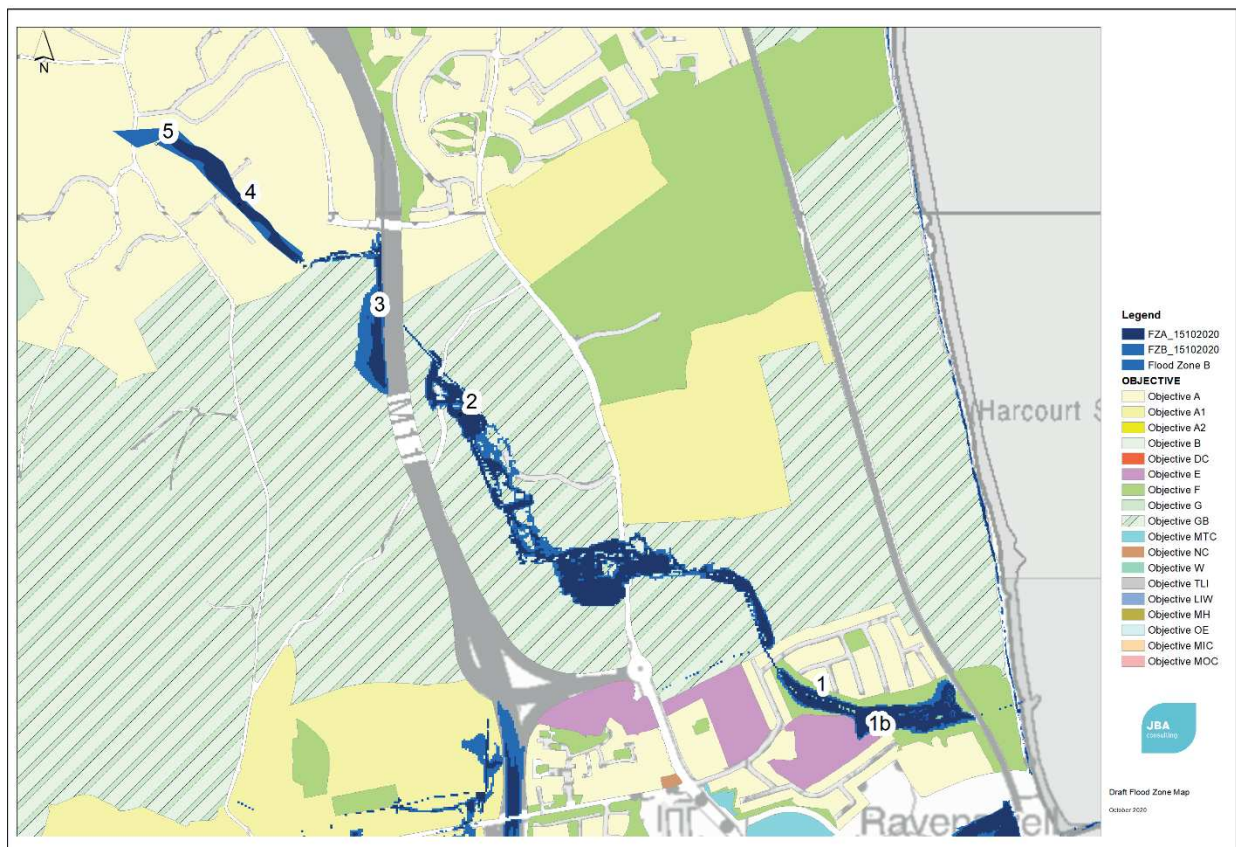 N
5
4
3
M11
2
Harcourt S
1
1b
In
Ravenswell
Legend
FZA_15102020
FZB_15102020
Flood Zone B
OBJECTIVE
Objective A
Objective A1
Objective A2
Objective B
Objective DC
Objective E
Objective F
Objective G
Objective GB
Objective MTC
Objective NC
Objective W
Objective TLI
Objective LIW
Objective MH
Objective OE
Objective MIC
Objective MOC
JBA
consulting
Draft Flood Zone Map
October 2020